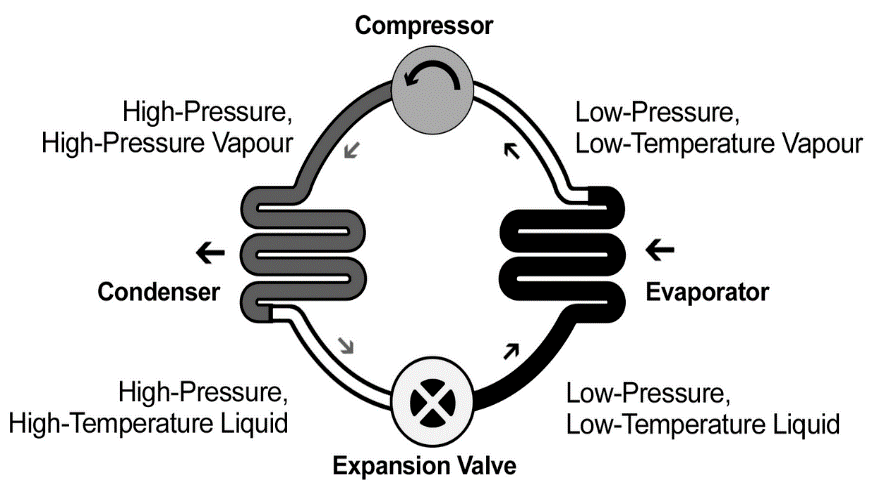 Compressor
High-Pressure,
High-Pressure Vapour
Low-Pressure,
Low-Temperature Vapour
Condenser
Evaporator
High-Pressure,
High-Temperature Liquid
Low-Pressure,
Low-Temperature Liquid
Expansion Valve